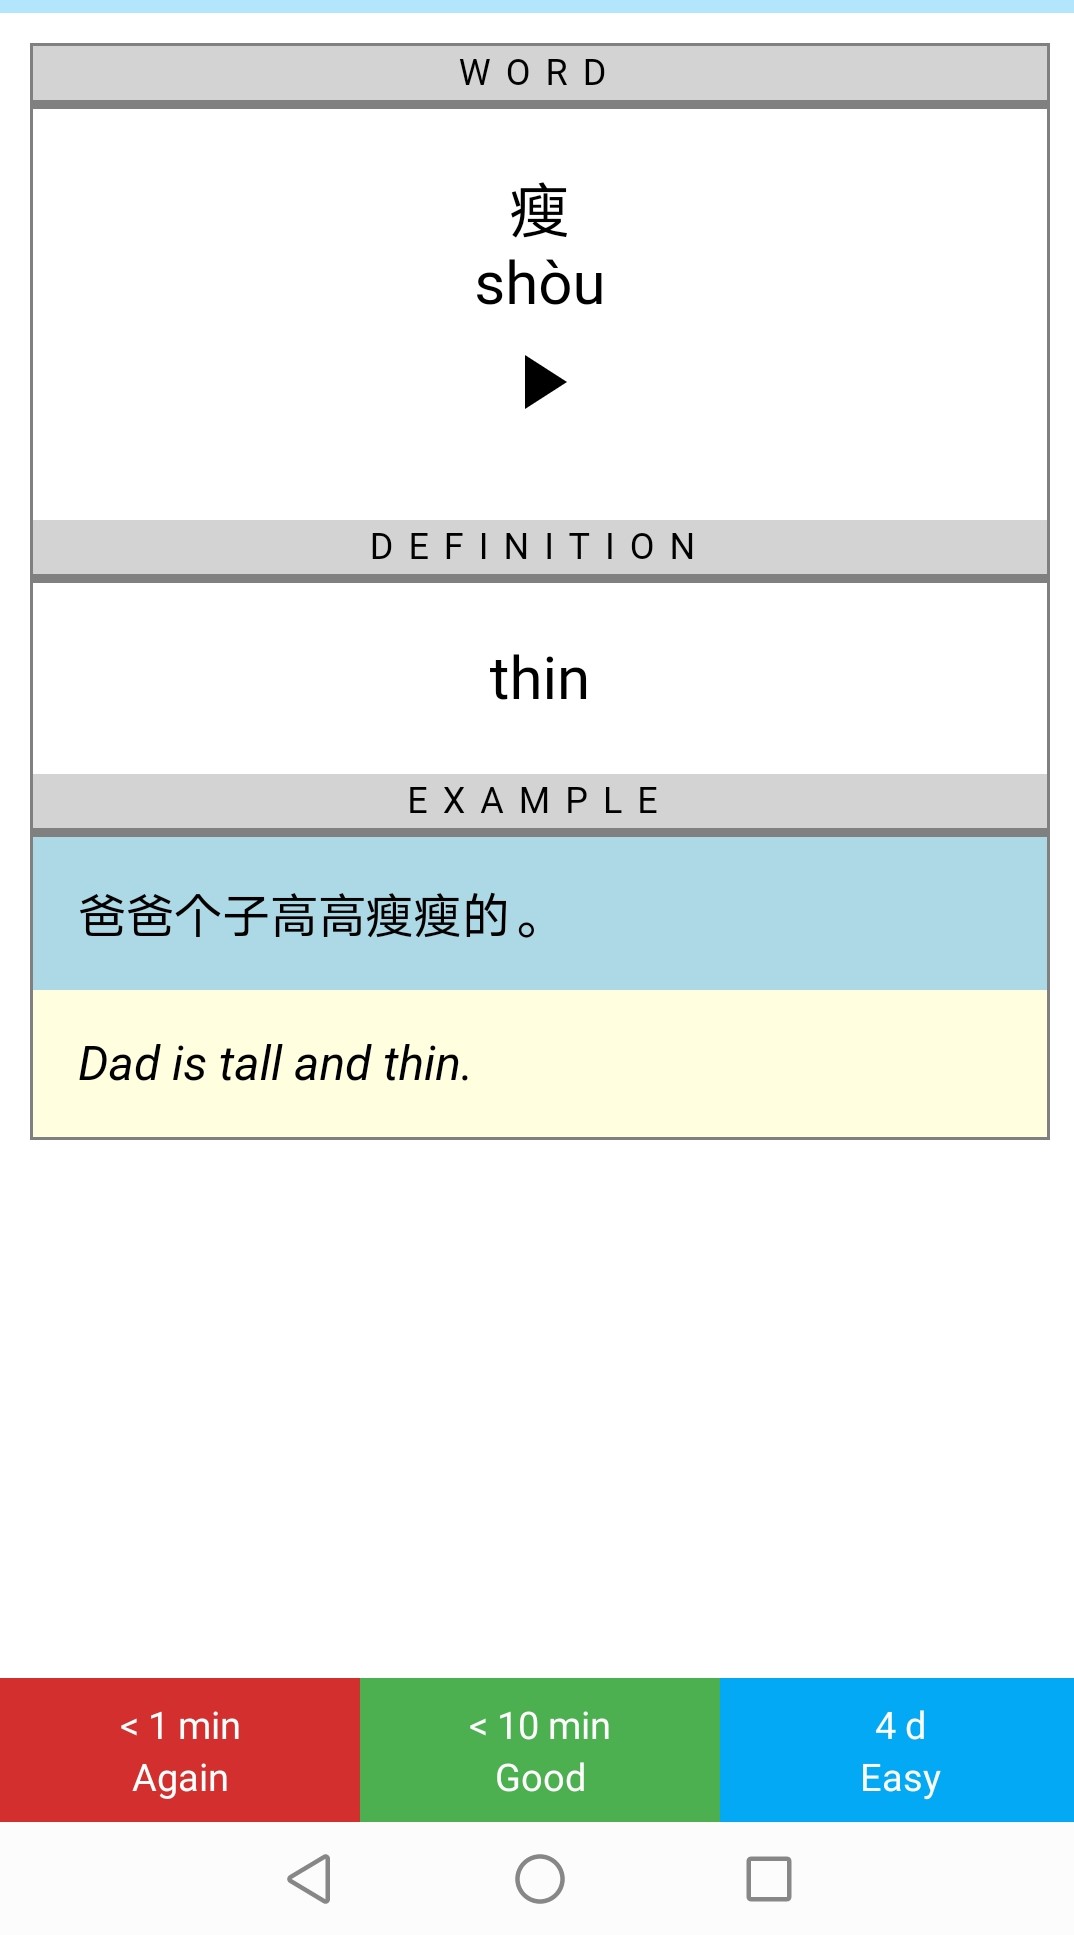 WORD
瘦
shòu
DEFINITION
thin
EXAMPLE
爸爸个子高高瘦瘦的。
Dad is tall and thin.
< 1 min
Again
< 10 min
Good
4 d
Easy